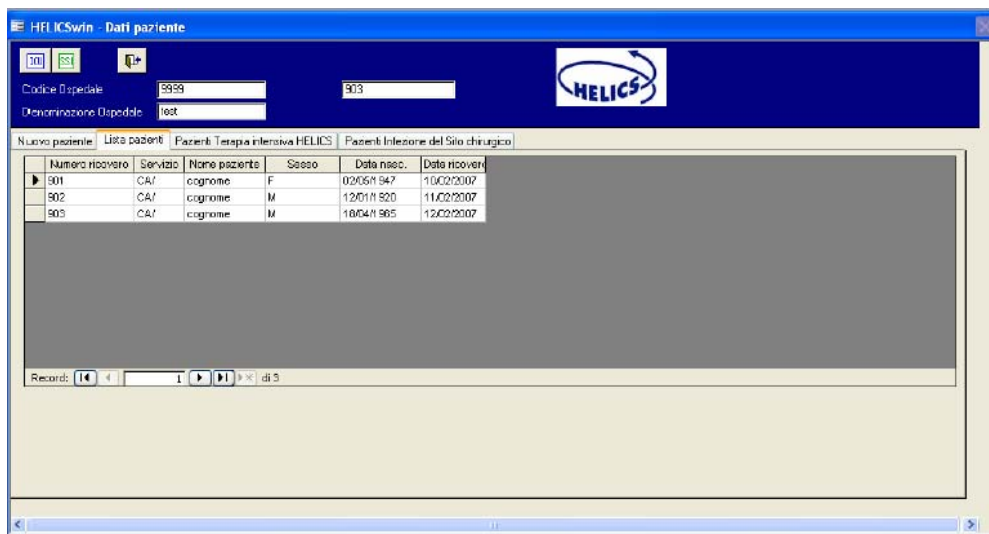 HELICSwin - Dati paziente
ICU SSI
Codice Ospedale 9999 903
HELICS
Denominazione Ospedale test
Nuovo paziente Lista pazienti Pazienti Terapia intensiva HELICS Pazienti Infezione del Sito chirurgico
Numero ricovero Servizio Nome paziente Sesso Data nasc. Data ricovero
901 CA/ cognome F 02/05/1947 10/02/2007
902 CA/ cognome M 12/01/1920 11/02/2007
903 CA/ cognome M 18/04/1965 12/02/2007
Record: 1 di 3